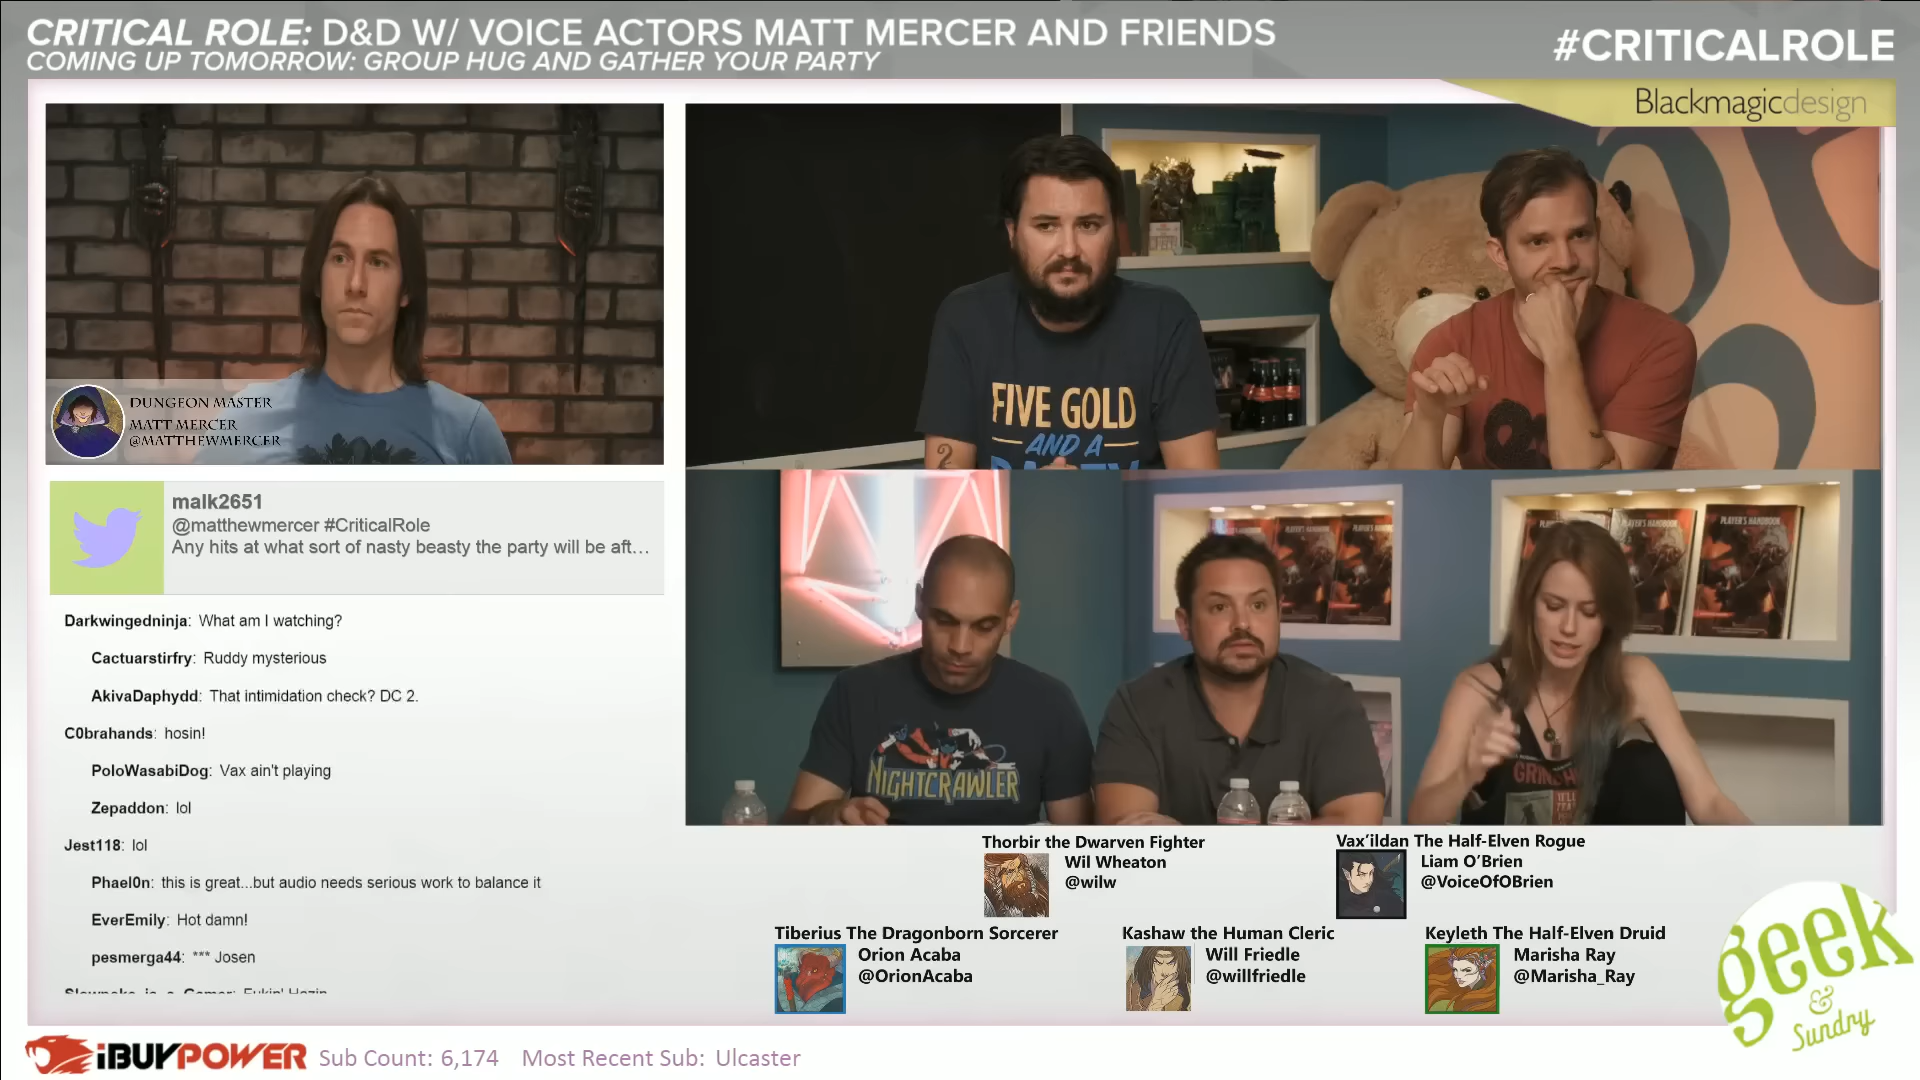 CRITICAL ROLE: D&D W/ VOICE ACTORS MATT MERCER AND FRIENDS
COMING UP TOMORROW: GROUP HUG AND GATHER YOUR PARTY
#CRITICALROLE
Blackmagicdesign
DUNGEON MASTER
MATT MERCER
@MATTHEWMERCER
FIVE GOLD
AND A
malk2651
@matthewmercer #CriticalRole
Any hits at what sort of nasty beasty the party will be aft…
Darkwingedninja: What am I watching?
Cactuarstirfry: Ruddy mysterious
AkivaDaphydd: That intimidation check? DC 2.
C0brahands: hosin!
PoloWasabiDog: Vax ain't playing
Zepaddon: lol
Jest118: lol
Phael0n: this is great...but audio needs serious work to balance it
EverEmily: Hot damn!
pesmerga44: *** Josen
PLAYER'S HANDBOOK
PLAYER'S HANDBOOK
NIGHTCRAWLER
Thorbir the Dwarven Fighter
Wil Wheaton
@wilw
Vax'ildan The Half-Elven Rogue
Liam O'Brien
@VoiceOfOBrien
Tiberius The Dragonborn Sorcerer
Orion Acaba
@OrionAcaba
Kashaw the Human Cleric
Will Friedle
@willfriedle
Keyleth The Half-Elven Druid
Marisha Ray
@Marisha_Ray
geek
&
Sundry
iBUYPOWER
Sub Count: 6,174 Most Recent Sub: Ulcaster